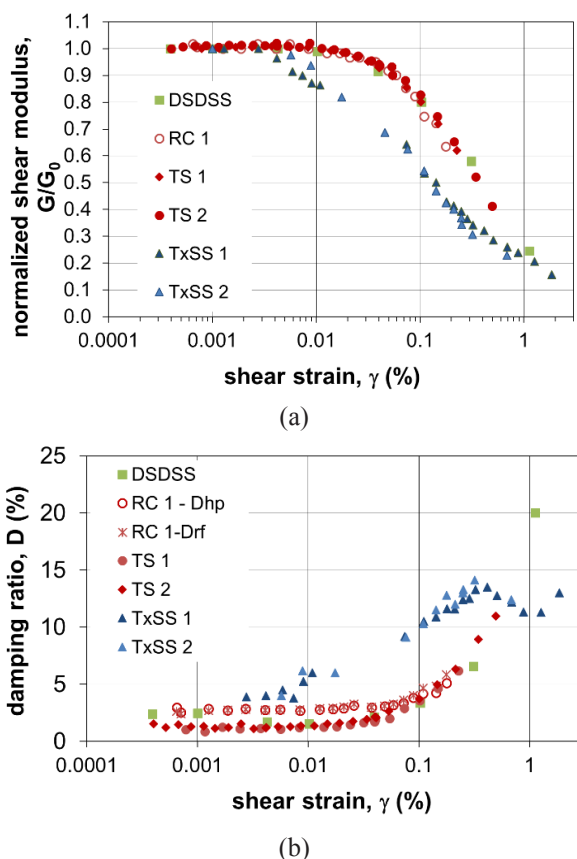 1.1
1.0
0.9
0.8
0.7
0.6
0.5
0.4
0.3
0.2
0.1
0.0
normalized shear modulus,
G/G0
DSDSS
RC 1
TS 1
TS 2
TxSS 1
TxSS 2
0.0001 0.001 0.01 0.1 1
shear strain, γ (%)
(a)
25
20
15
10
5
0
damping ratio, D (%)
DSDSS
RC 1 - Dhp
RC 1-Drf
TS 1
TS 2
TxSS 1
TxSS 2
0.0001 0.001 0.01 0.1 1
shear strain, γ (%)
(b)